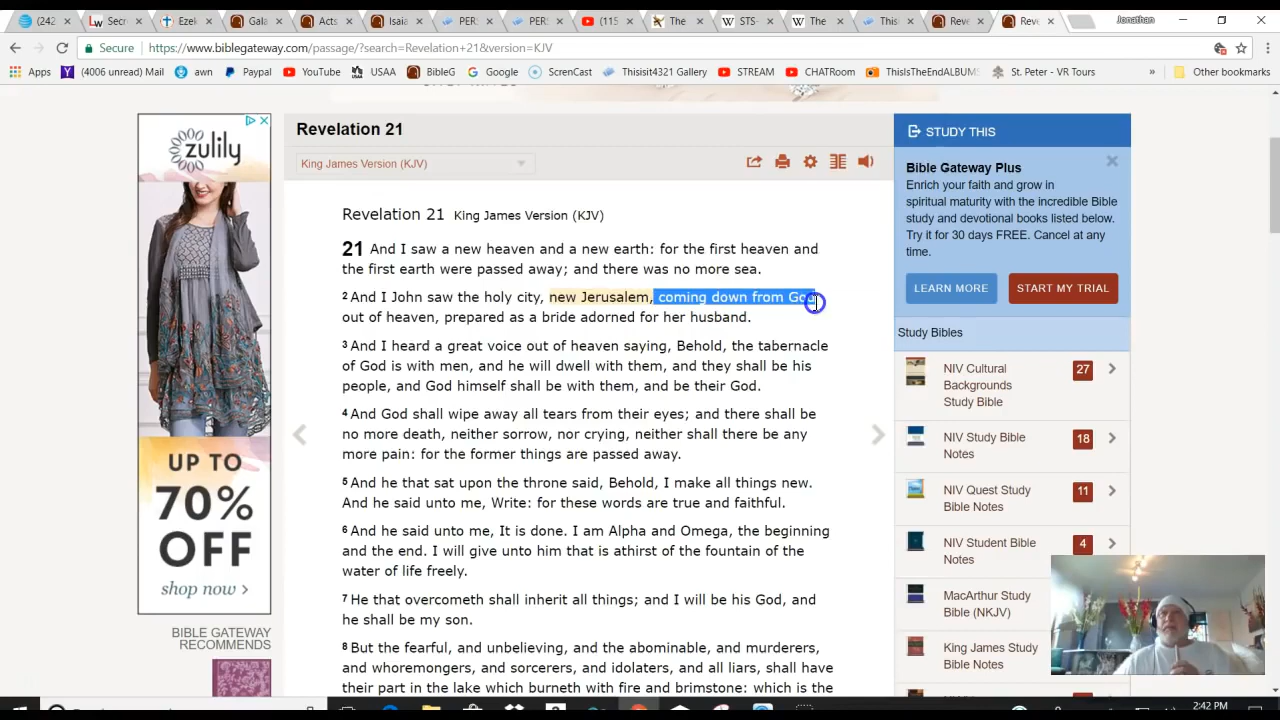 (242
Secr
Ezeki
Gala
Acts
Isaia
PERS
PERS
(115
The
STS-
The
This
Reve
Reve
Jonathan
Secure
https://www.biblegateway.com/passage/?search=Revelation+21&version=KJV
Apps
(4006 unread) Mail
awn
Paypal
YouTube
USAA
BibleG
Google
ScrenCast
Thisisit4321 Gallery
STREAM
CHATRoom
ThisIsTheEndALBUMS
St. Peter - VR Tours
»
Other bookmarks
Revelation 21
King James Version (KJV)
Revelation 21 King James Version (KJV)
21 And I saw a new heaven and a new earth: for the first heaven and
the first earth were passed away; and there was no more sea.
2 And I John saw the holy city, new Jerusalem, coming down from God
out of heaven, prepared as a bride adorned for her husband.
3 And I heard a great voice out of heaven saying, Behold, the tabernacle
of God is with men, and he will dwell with them, and they shall be his
people, and God himself shall be with them, and be their God.
4 And God shall wipe away all tears from their eyes; and there shall be
no more death, neither sorrow, nor crying, neither shall there be any
more pain: for the former things are passed away.
5 And he that sat upon the throne said, Behold, I make all things new.
And he said unto me, Write: for these words are true and faithful.
6 And he said unto me, It is done. I am Alpha and Omega, the beginning
and the end. I will give unto him that is athirst of the fountain of the
water of life freely.
7 He that overcometh shall inherit all things; and I will be his God, and
he shall be my son.
8 But the fearful, and unbelieving, and the abominable, and murderers,
and whoremongers, and sorcerers, and idolaters, and all liars, shall have
their part in the lake which burneth with fire and brimstone: which is the
zulily
UP TO
70%
OFF
shop now >
BIBLE GATEWAY
RECOMMENDS
STUDY THIS
Bible Gateway Plus
Enrich your faith and grow in
spiritual maturity with the incredible Bible
study and devotional books listed below.
Try it for 30 days FREE. Cancel at any
time.
LEARN MORE
START MY TRIAL
Study Bibles
NIV Cultural
Backgrounds
Study Bible
27
NIV Study Bible
Notes
18
NIV Quest Study
Bible Notes
11
NIV Student Bible
Notes
4
MacArthur Study
Bible (NKJV)
King James Study
Bible Notes
2:42 PM